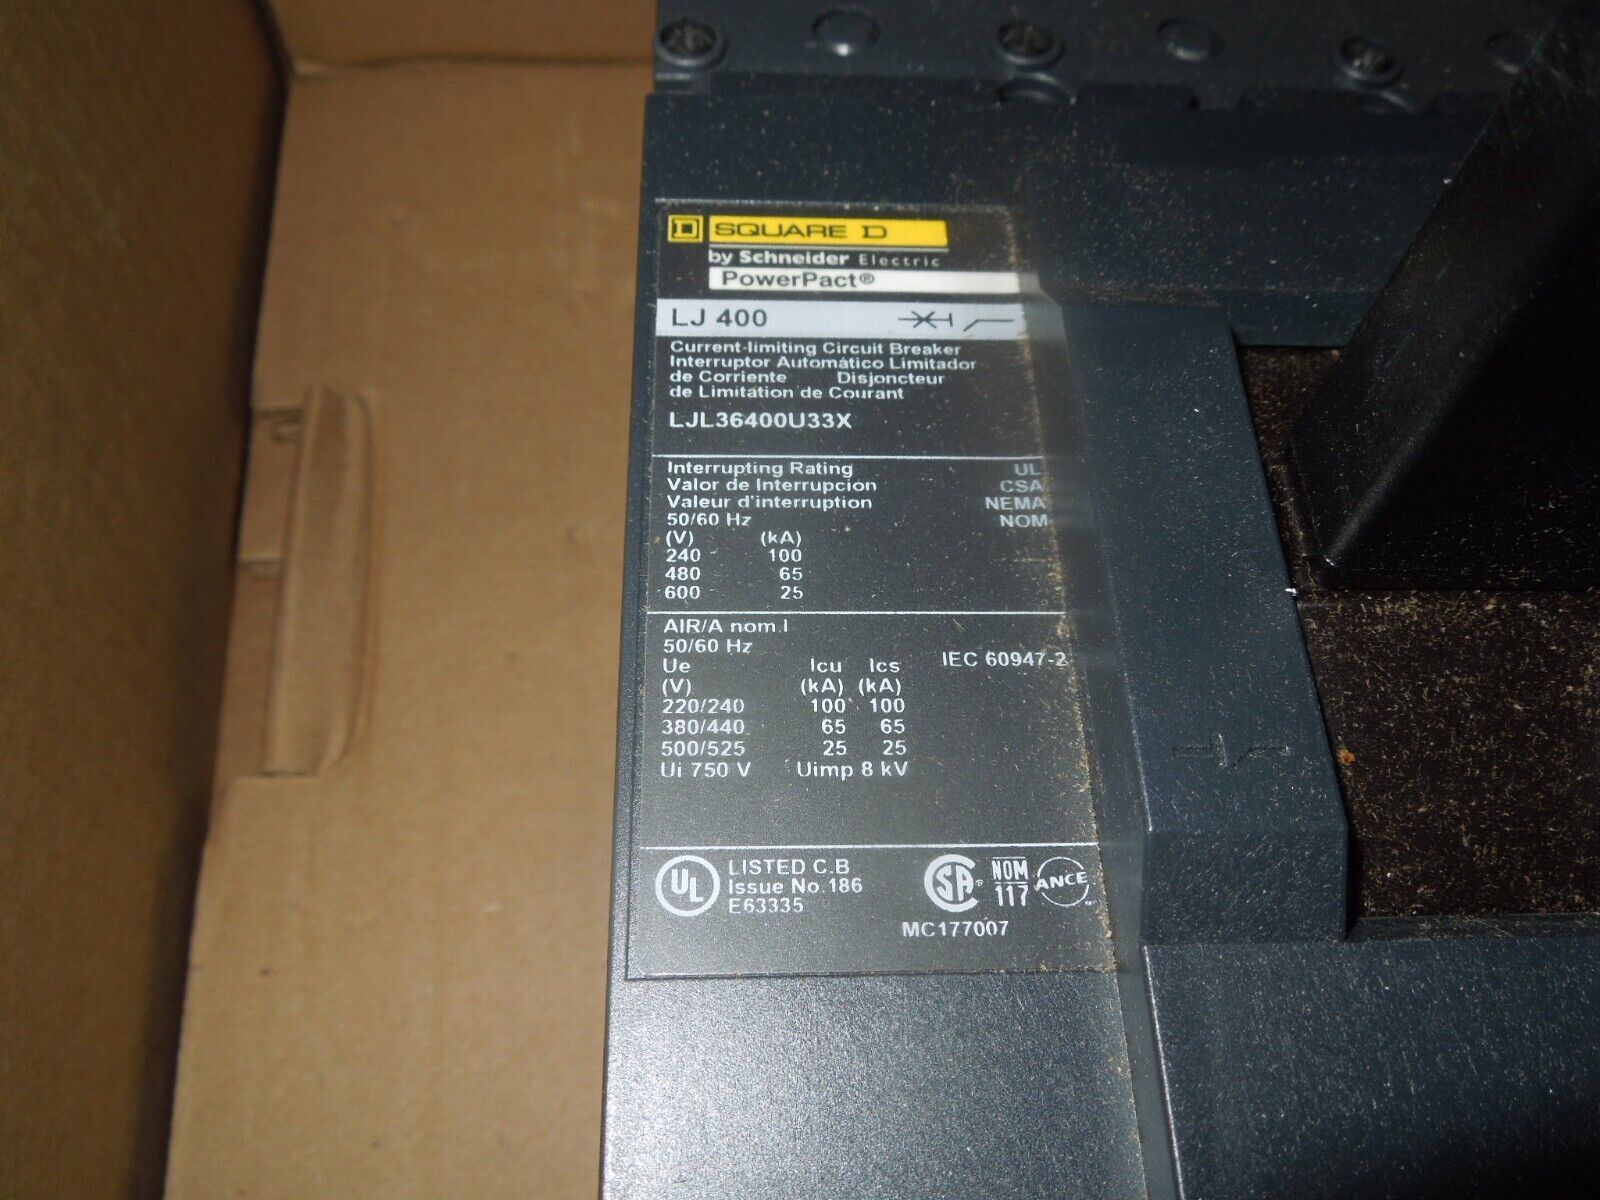 SQUARE D
by Schneider Electric
PowerPact®
LJ 400
Current-limiting Circuit Breaker
Interruptor Automático Limitador
de Corriente Disjoncteur
de Limitation de Courant
LJL36400U33X
Interrupting Rating UL
Valor de Interrupcion CSA
Valeur d'interruption NEMA
50/60 Hz NOM
(V) (kA)
240 100
480 65
600 25
AIR/A nom.I
50/60 Hz
Ue Icu Ics IEC 60947-2
(V) (kA) (kA)
220/240 100 100
380/440 65 65
500/525 25 25
Ui 750 V Uimp 8 kV
UL LISTED C.B
Issue No.186
E63335
SA® NOM 117 ANCE
MC177007